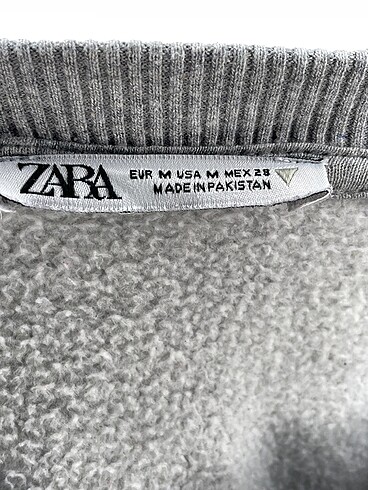 ZARA
EUR M USA M MEX 28
MADE IN PAKISTAN